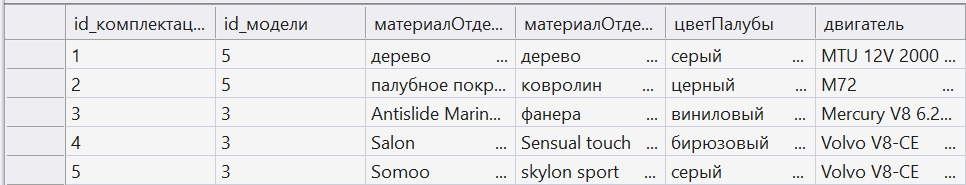 id_комплектац... id_модели материалОтде... материалОтде... цветПалубы двигатель
1 5 дерево ... дерево ... серый ... MTU 12V 2000 ...
2 5 палубное покр... ковролин ... церный ... M72 ...
3 3 Antislide Marin... фанера ... виниловый ... Mercury V8 6.2...
4 3 Salon ... Sensual touch ... бирюзовый ... Volvo V8-CE ...
5 3 Somoo ... skylon sport ... серый ... Volvo V8-CE ...